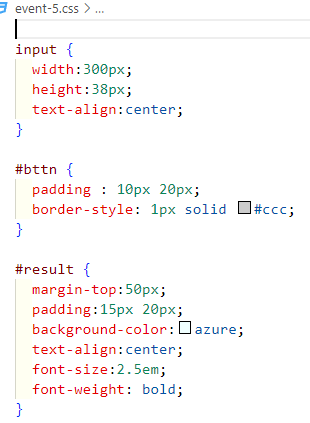 event-5.css > ...
input {
  width:300px;
  height:38px;
  text-align:center;
}

#bttn {
  padding : 10px 20px;
  border-style: 1px solid #ccc;
}

#result {
  margin-top:50px;
  padding:15px 20px;
  background-color:azure;
  text-align:center;
  font-size:2.5em;
  font-weight: bold;
}